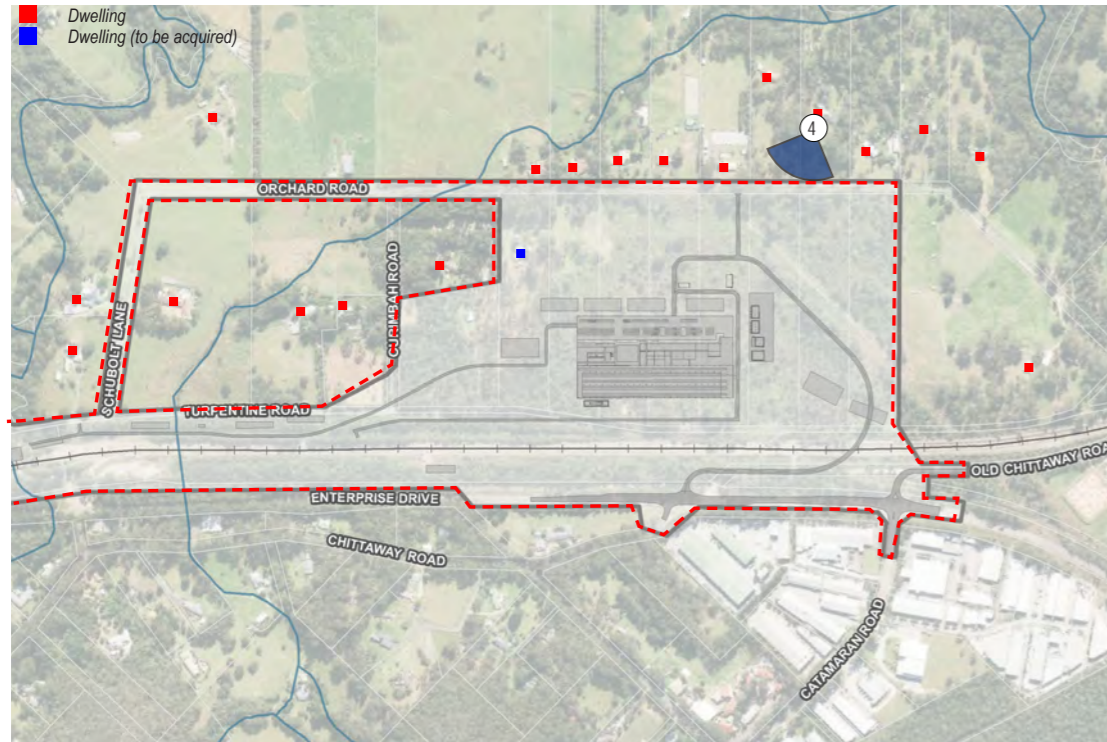 Dwelling
Dwelling (to be acquired)
4
ORCHARD ROAD
CURIMBAH ROAD
SCHUBOLT LANE
TURPENTINE ROAD
OLD CHITTAWAY ROAD
ENTERPRISE DRIVE
CHITTAWAY ROAD
CATAMARAN ROAD